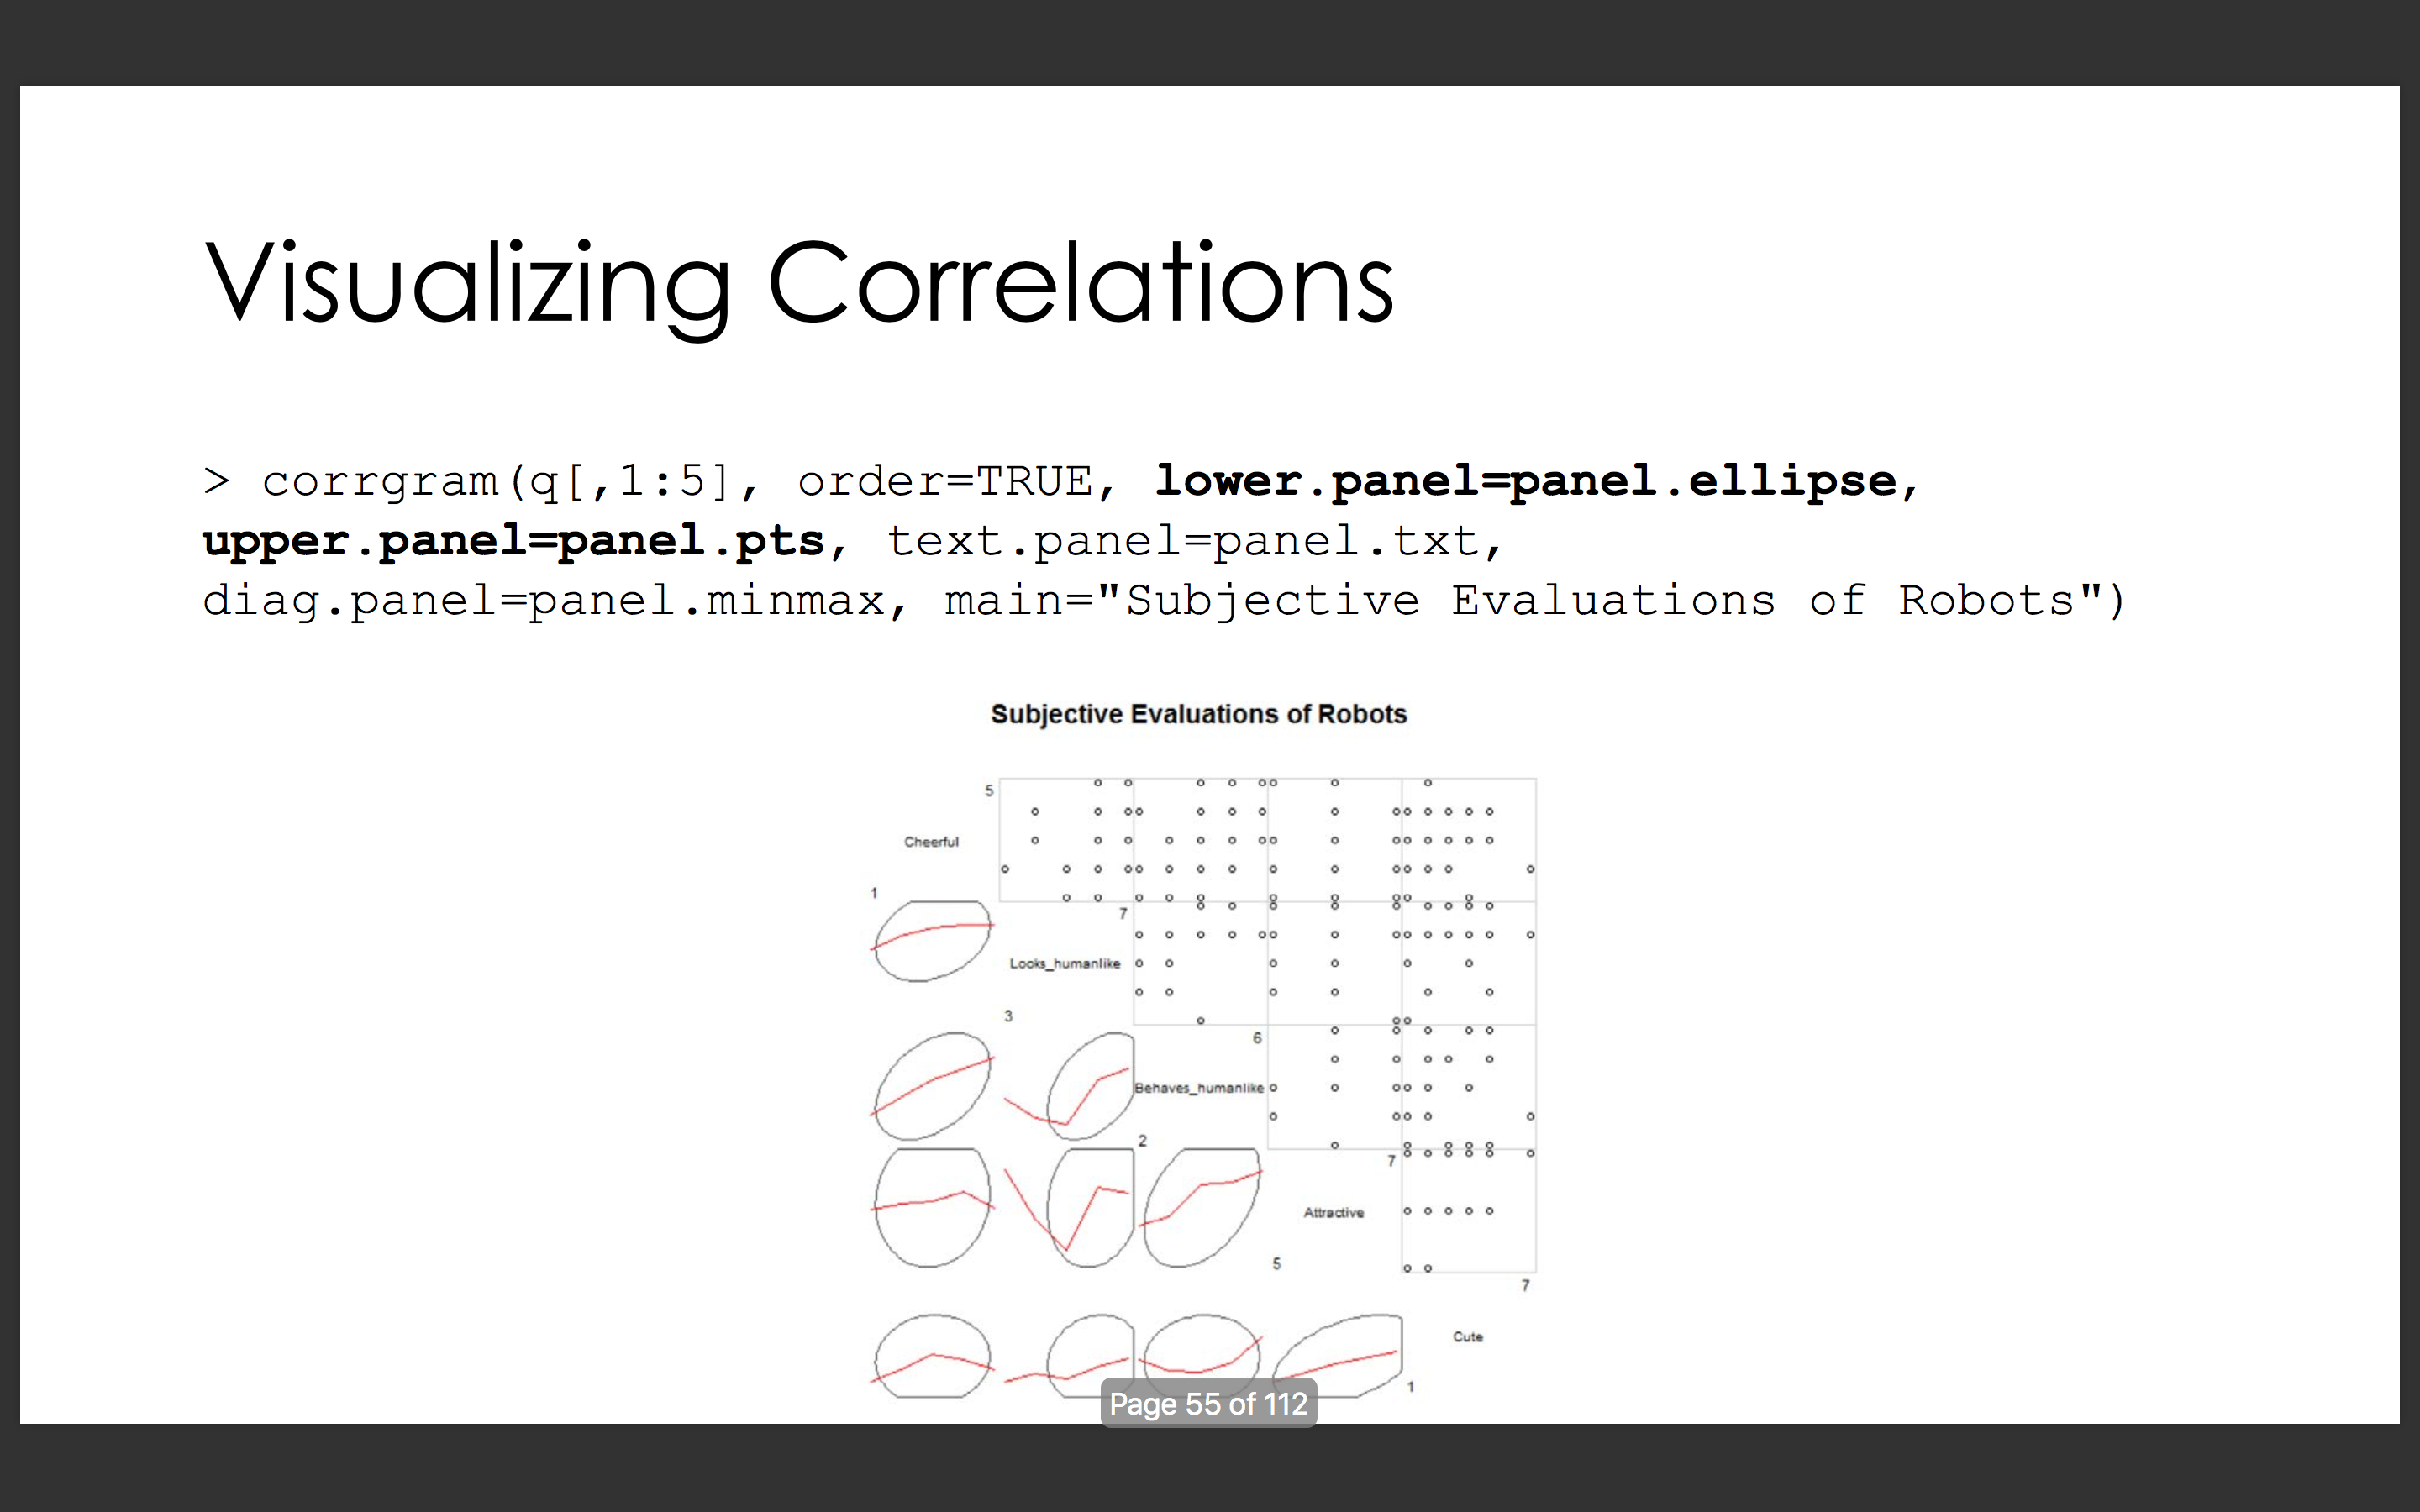 Visualizing Correlations
> corrgram(q[,1:5], order=TRUE, lower.panel=panel.ellipse,
upper.panel=panel.pts, text.panel=panel.txt,
diag.panel=panel.minmax, main="Subjective Evaluations of Robots")
Subjective Evaluations of Robots
5
Cheerful
1
7
Looks_humanlike
3
6
Behaves_humanlike
2
7
Attractive
5
7
Cute
1
Page 55 of 112